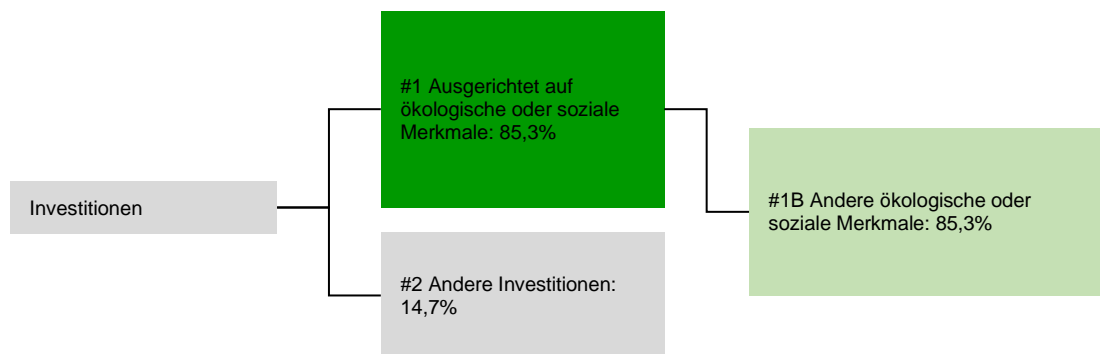 Investitionen
#1 Ausgerichtet auf
ökologische oder soziale
Merkmale: 85,3%
#2 Andere Investitionen:
14,7%
#1B Andere ökologische oder
soziale Merkmale: 85,3%